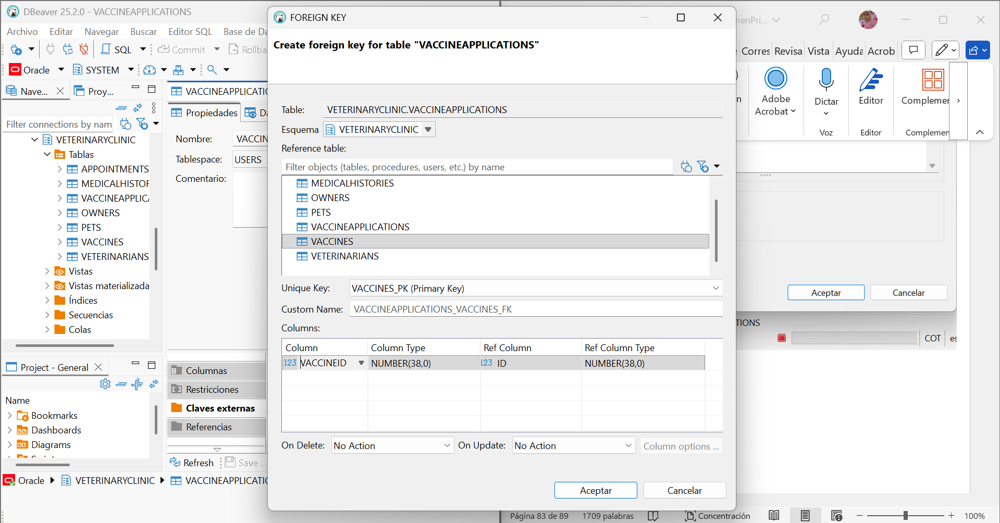 DBeaver 25.2.0 - VACCINEAPPLICATIONS
Archivo Editar Navegar Buscar Editor SQL Base de Da
SQL Commit Rollba
Oracle SYSTEM
Nave... Proy...
Filter connections by nam
VETERINARYCLINIC
Tablas
APPOINTMENTS
MEDICALHISTOR
VACCINEAPPLICA
OWNERS
PETS
VACCINES
VETERINARIANS
Vistas
Vistas materializada
Índices
Secuencias
Colas
Project - General
Name
Bookmarks
Dashboards
Diagrams
Oracle VETERINARYCLINIC VACCINEAPPLICATIO
VACCINEAPPLICATIO
Propiedades Da
Nombre: VACCIN
Tablespace: USERS
Comentario:
Columnas
Restricciones
Claves externas
Referencias
Refresh Save ...
FOREIGN KEY
Create foreign key for table "VACCINEAPPLICATIONS"
Table: VETERINARYCLINIC.VACCINEAPPLICATIONS
Esquema VETERINARYCLINIC
Reference table:
Filter objects (tables, procedures, users, etc.) by name
MEDICALHISTORIES
OWNERS
PETS
VACCINEAPPLICATIONS
VACCINES
VETERINARIANS
Unique Key: VACCINES_PK (Primary Key)
Custom Name: VACCINEAPPLICATIONS_VACCINES_FK
Columns:
Column Column Type Ref Column Ref Column Type
123 VACCINEID NUMBER(38,0) 123 ID NUMBER(38,0)
On Delete: No Action On Update: No Action Column options ...
Aceptar Cancelar
menPri...
Corres Revisa Vista Ayuda Acrob
n Adobe Acrobat Dictar Editor Complemen
Voz Editor Complemen
Aceptar Cancelar
TIONS
COT es
Página 83 de 89 1709 palabras Concentración 100%